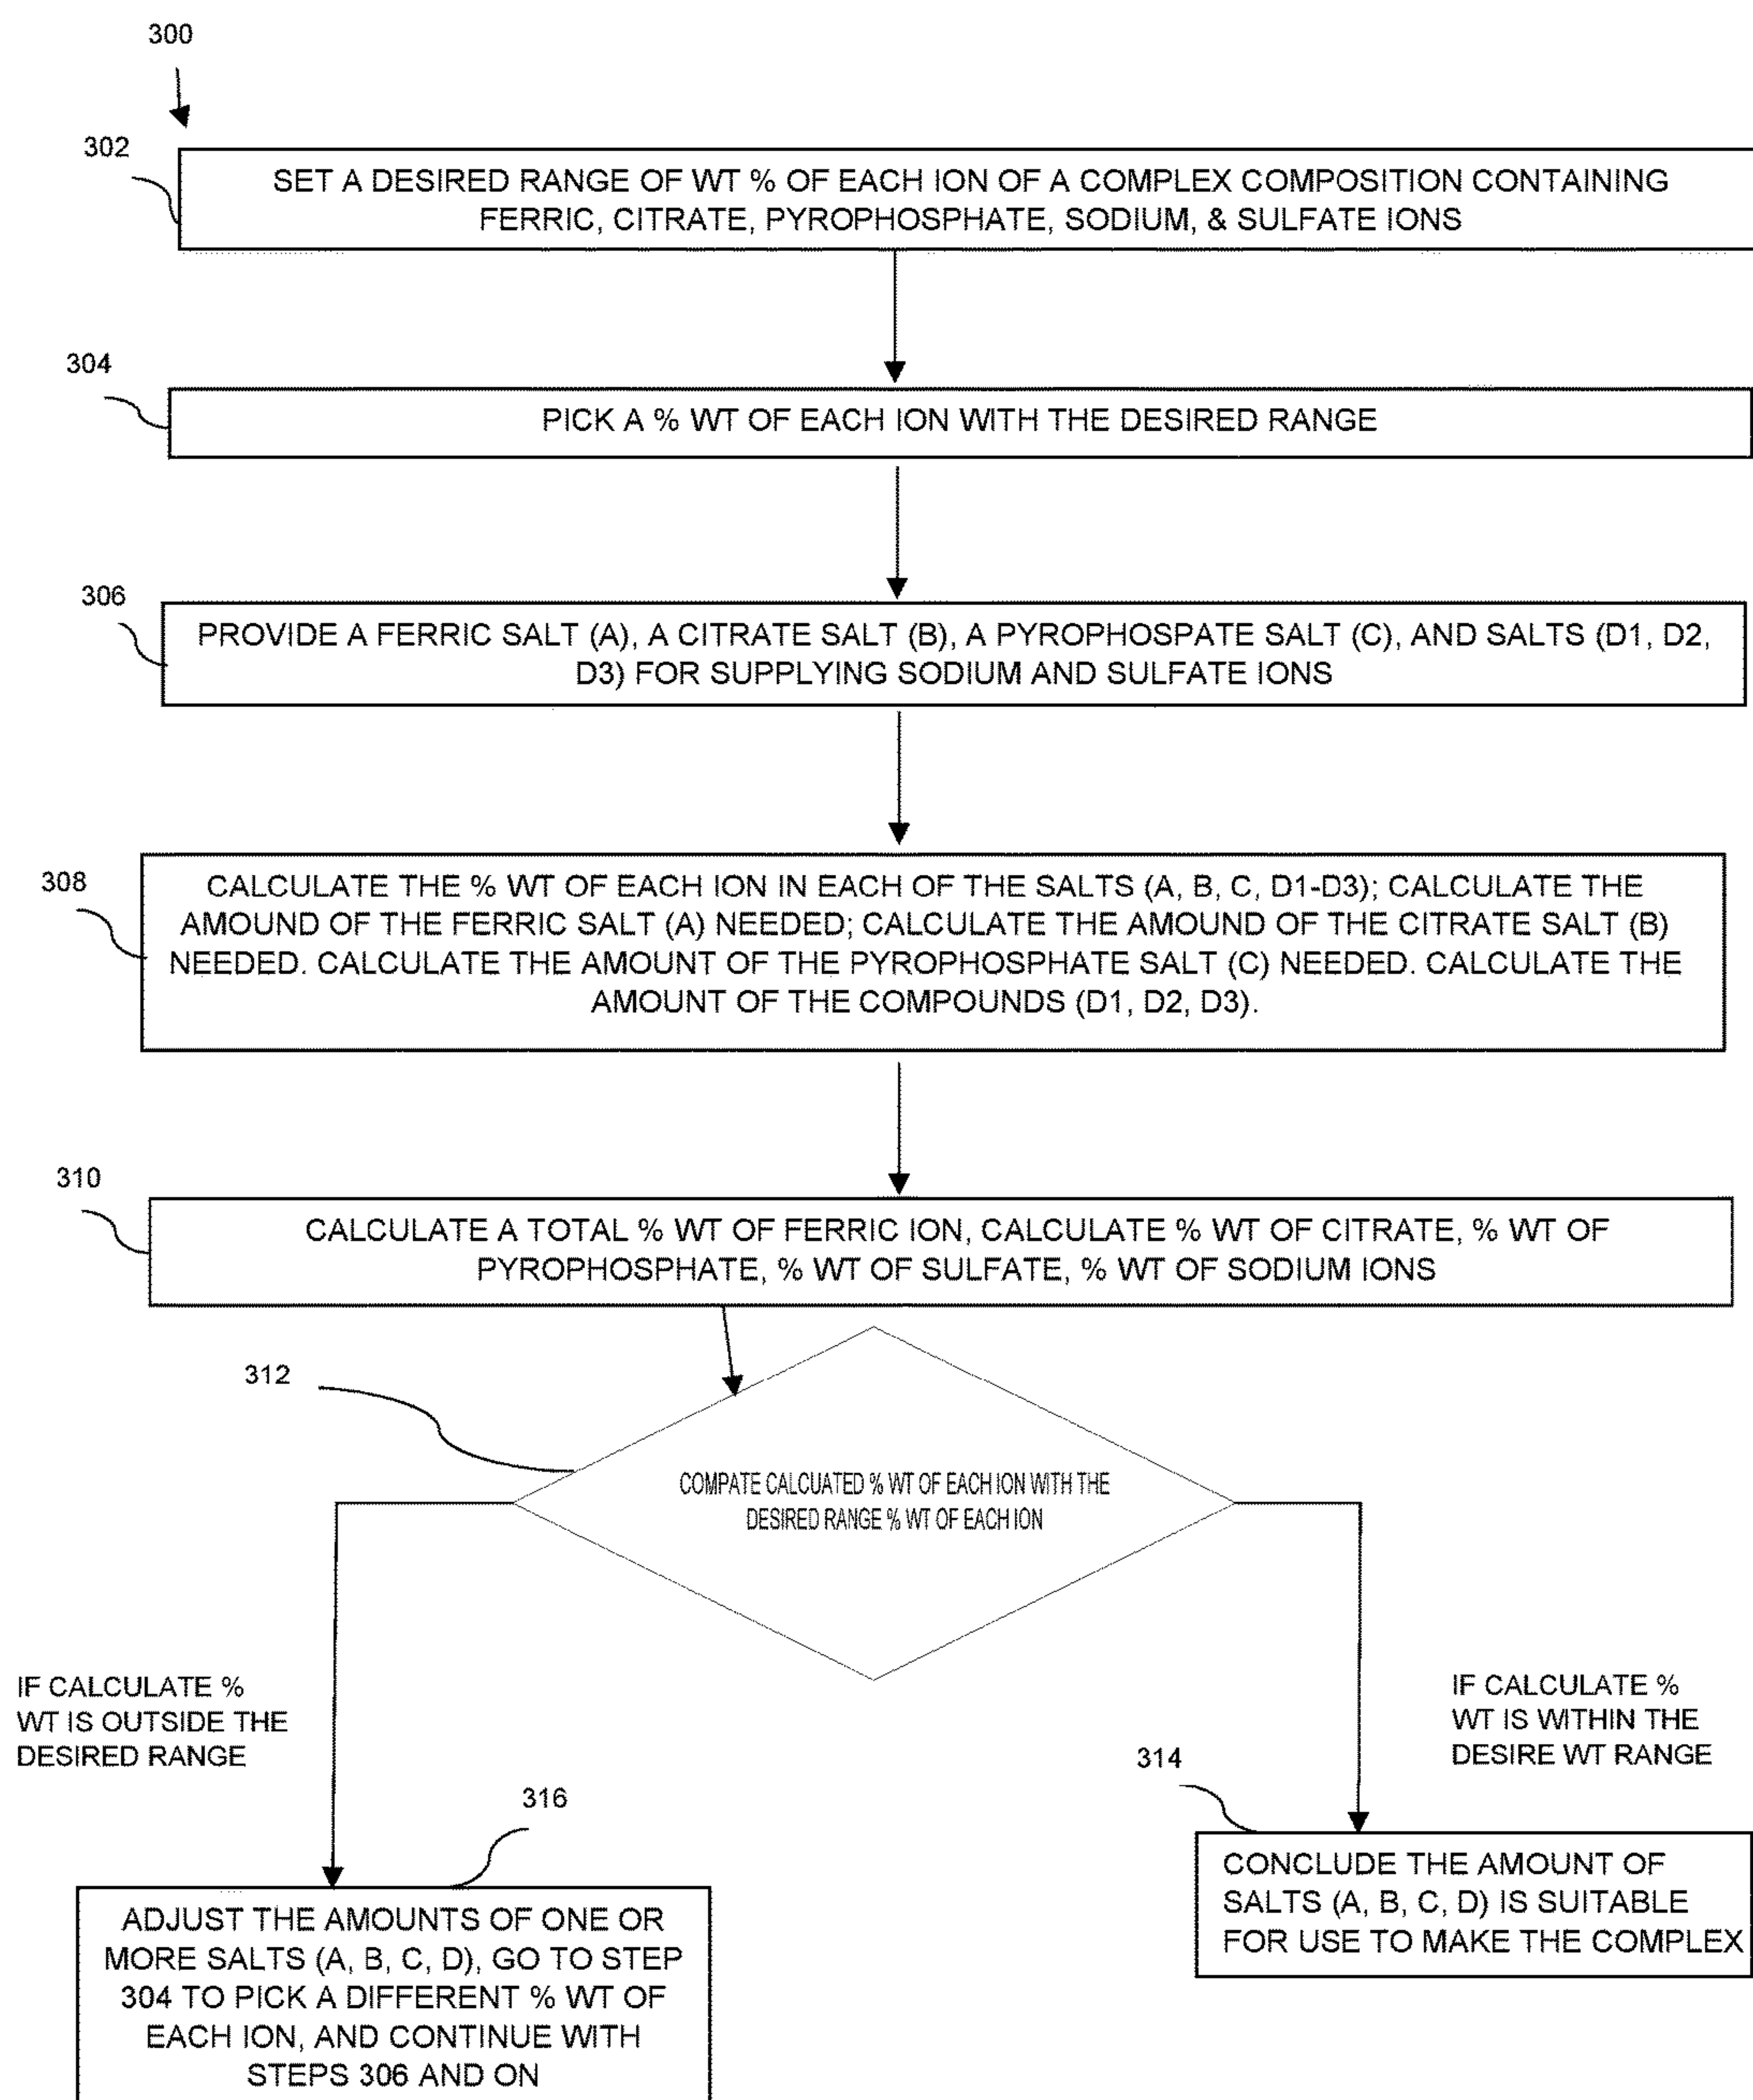 300
302
SET A DESIRED RANGE OF WT % OF EACH ION OF A COMPLEX COMPOSITION CONTAINING
FERRIC, CITRATE, PYROPHOSPHATE, SODIUM, & SULFATE IONS
304
PICK A % WT OF EACH ION WITH THE DESIRED RANGE
306
PROVIDE A FERRIC SALT (A), A CITRATE SALT (B), A PYROPHOSPATE SALT (C), AND SALTS (D1, D2,
D3) FOR SUPPLYING SODIUM AND SULFATE IONS
308
CALCULATE THE % WT OF EACH ION IN EACH OF THE SALTS (A, B, C, D1-D3); CALCULATE THE
AMOUND OF THE FERRIC SALT (A) NEEDED; CALCULATE THE AMOUNT OF THE CITRATE SALT (B)
NEEDED. CALCULATE THE AMOUNT OF THE PYROPHOSPHATE SALT (C) NEEDED. CALCULATE THE
AMOUNT OF THE COMPOUNDS (D1, D2, D3).
310
CALCULATE A TOTAL % WT OF FERRIC ION, CALCULATE % WT OF CITRATE, % WT OF
PYROPHOSPHATE, % WT OF SULFATE, % WT OF SODIUM IONS
312
COMPATE CALCUATED % WT OF EACH ION WITH THE
DESIRED RANGE % WT OF EACH ION
IF CALCULATE %
WT IS OUTSIDE THE
DESIRED RANGE
IF CALCULATE %
WT IS WITHIN THE
DESIRE WT RANGE
314
CONCLUDE THE AMOUNT OF
SALTS (A, B, C, D) IS SUITABLE
FOR USE TO MAKE THE COMPLEX
316
ADJUST THE AMOUNTS OF ONE OR
MORE SALTS (A, B, C, D), GO TO STEP
304 TO PICK A DIFFERENT % WT OF
EACH ION, AND CONTINUE WITH
STEPS 306 AND ON